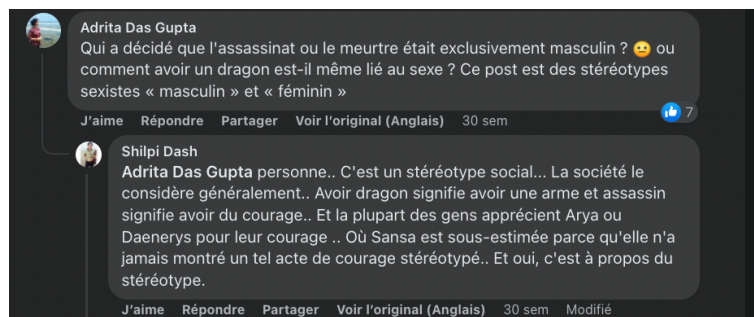 Adrita Das Gupta
Qui a décidé que l'assassinat ou le meurtre était exclusivement masculin ? 😐 ou
comment avoir un dragon est-il même lié au sexe ? Ce post est des stéréotypes
sexistes « masculin » et « féminin »
7
J'aime Répondre Partager Voir l'original (Anglais) 30 sem
Shilpi Dash
Adrita Das Gupta personne.. C'est un stéréotype social... La société le
considère généralement.. Avoir dragon signifie avoir une arme et assassin
signifie avoir du courage.. Et la plupart des gens apprécient Arya ou
Daenerys pour leur courage .. Où Sansa est sous-estimée parce qu'elle n'a
jamais montré un tel acte de courage stéréotypé.. Et oui, c'est à propos du
stéréotype.
J'aime Répondre Partager Voir l'original (Anglais) 30 sem Modifié